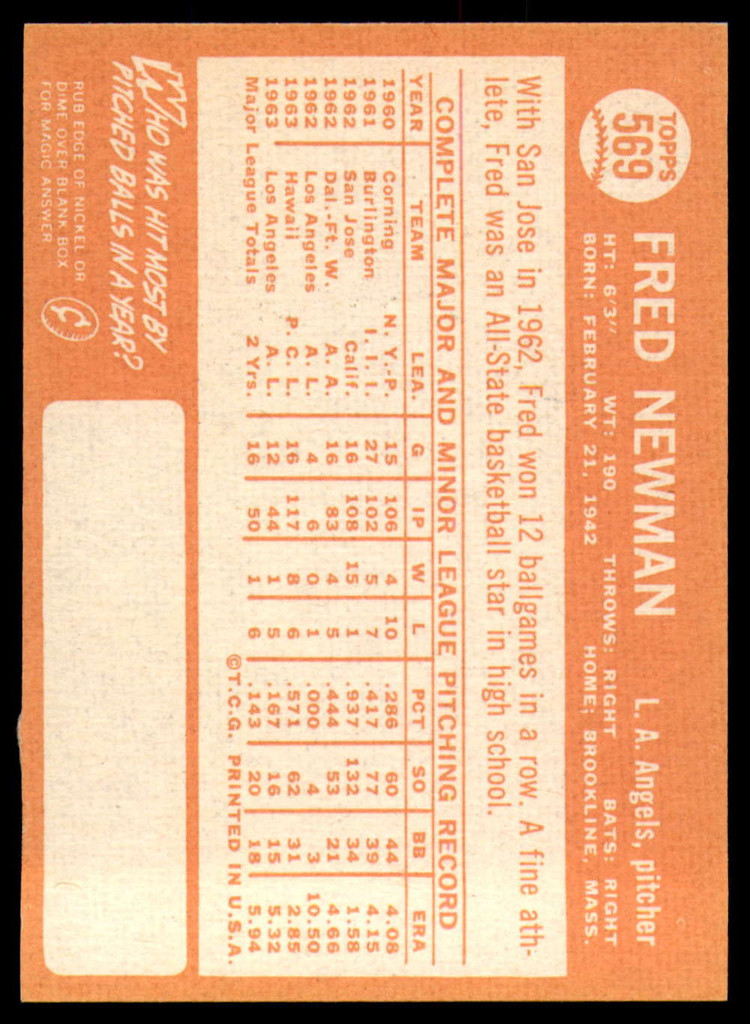 TOPPS
569
FRED NEWMAN L. A. Angels, pitcher
HT: 6'3" WT: 190 THROWS: RIGHT BATS: RIGHT
BORN: FEBRUARY 21, 1942 HOME; BROOKLINE, MASS.
With San Jose in 1962, Fred won 12 ballgames in a row. A fine ath-
lete, Fred was an All-State basketball star in high school.
COMPLETE MAJOR AND MINOR LEAGUE PITCHING RECORD
YEAR TEAM LEA. G IP W L PCT SO BB ERA
1960 Corning N. Y.-P. 15 106 4 10 .286 60 44 4.08
1961 Burlington I. I. I. 27 102 5 7 .417 77 39 4.15
1962 San Jose Calif. 16 108 15 1 .937 132 34 1.58
1962 Dal.-Ft. W. A. A. 16 83 4 5 .444 53 21 4.66
1962 Los Angeles A. L. 4 6 0 1 .000 4 3 10.50
1963 Hawaii P. C. L. 16 117 8 6 .571 62 31 2.85
1963 Los Angeles A. L. 12 44 1 5 .167 16 15 5.32
Major League Totals 2 Yrs. 16 50 1 6 .143 20 18 5.94
©T.C.G. PRINTED IN U.S.A.
WHO WAS HIT MOST BY
PITCHED BALLS IN A YEAR?
RUB EDGE OF NICKEL OR
DIME OVER BLANK BOX
FOR MAGIC ANSWER